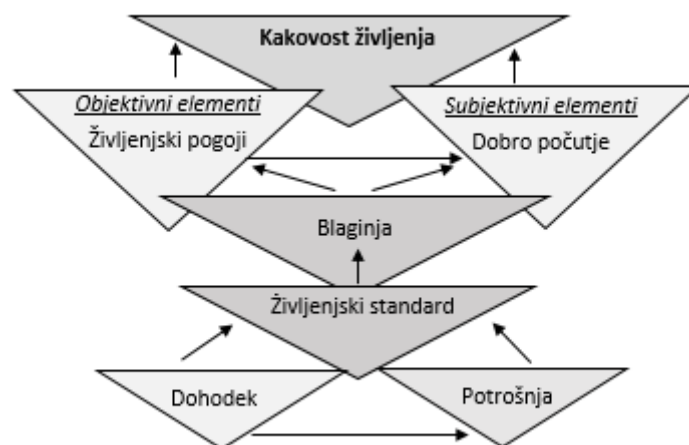 Kakovost življenja
Objektivni elementi
Življenjski pogoji
Subjektivni elementi
Dobro počutje
Blaginja
Življenjski standard
Dohodek
Potrošnja